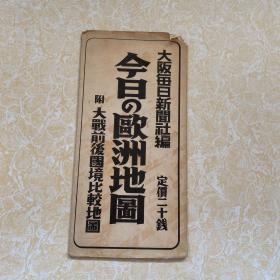 大阪每日新聞社編
定價二十錢
今日の歐洲地圖
附 大戰前後國境比較地圖